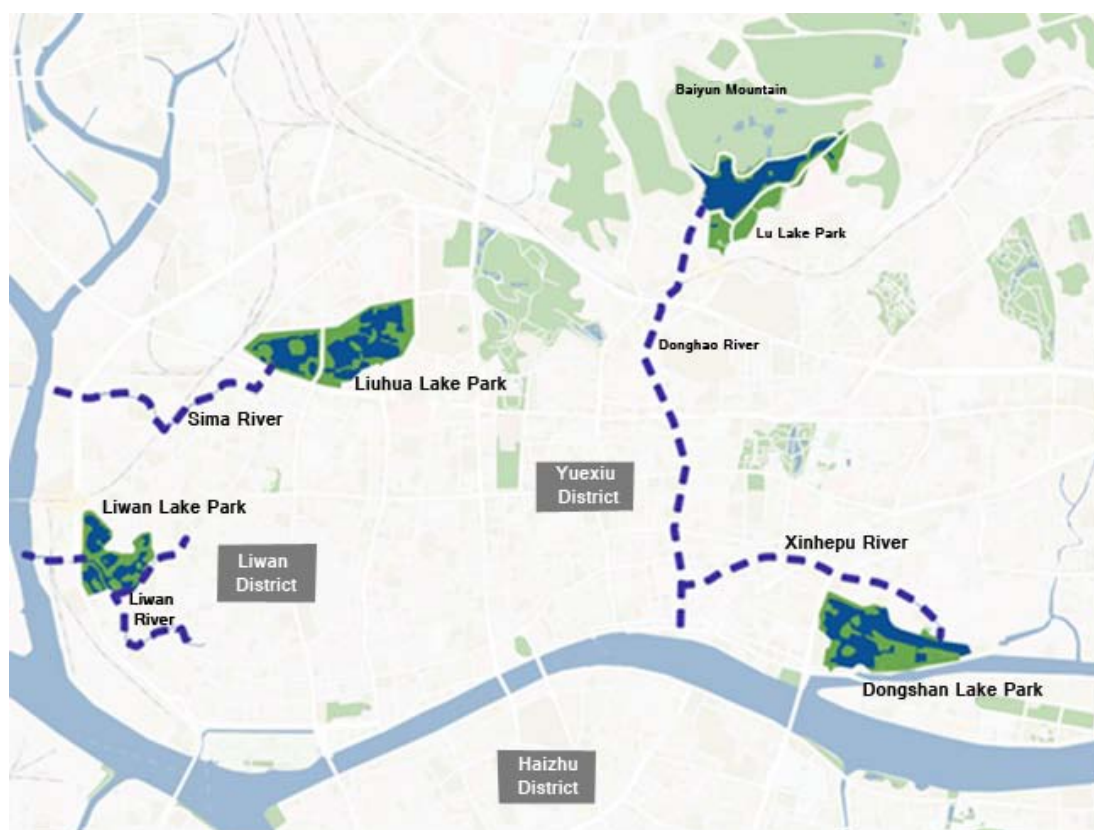 Baiyun Mountain
Lu Lake Park
Donghao River
Liuhua Lake Park
Sima River
Yuexiu
District
Liwan Lake Park
Xinhepu River
Liwan
District
Liwan
River
Dongshan Lake Park
Haizhu
District